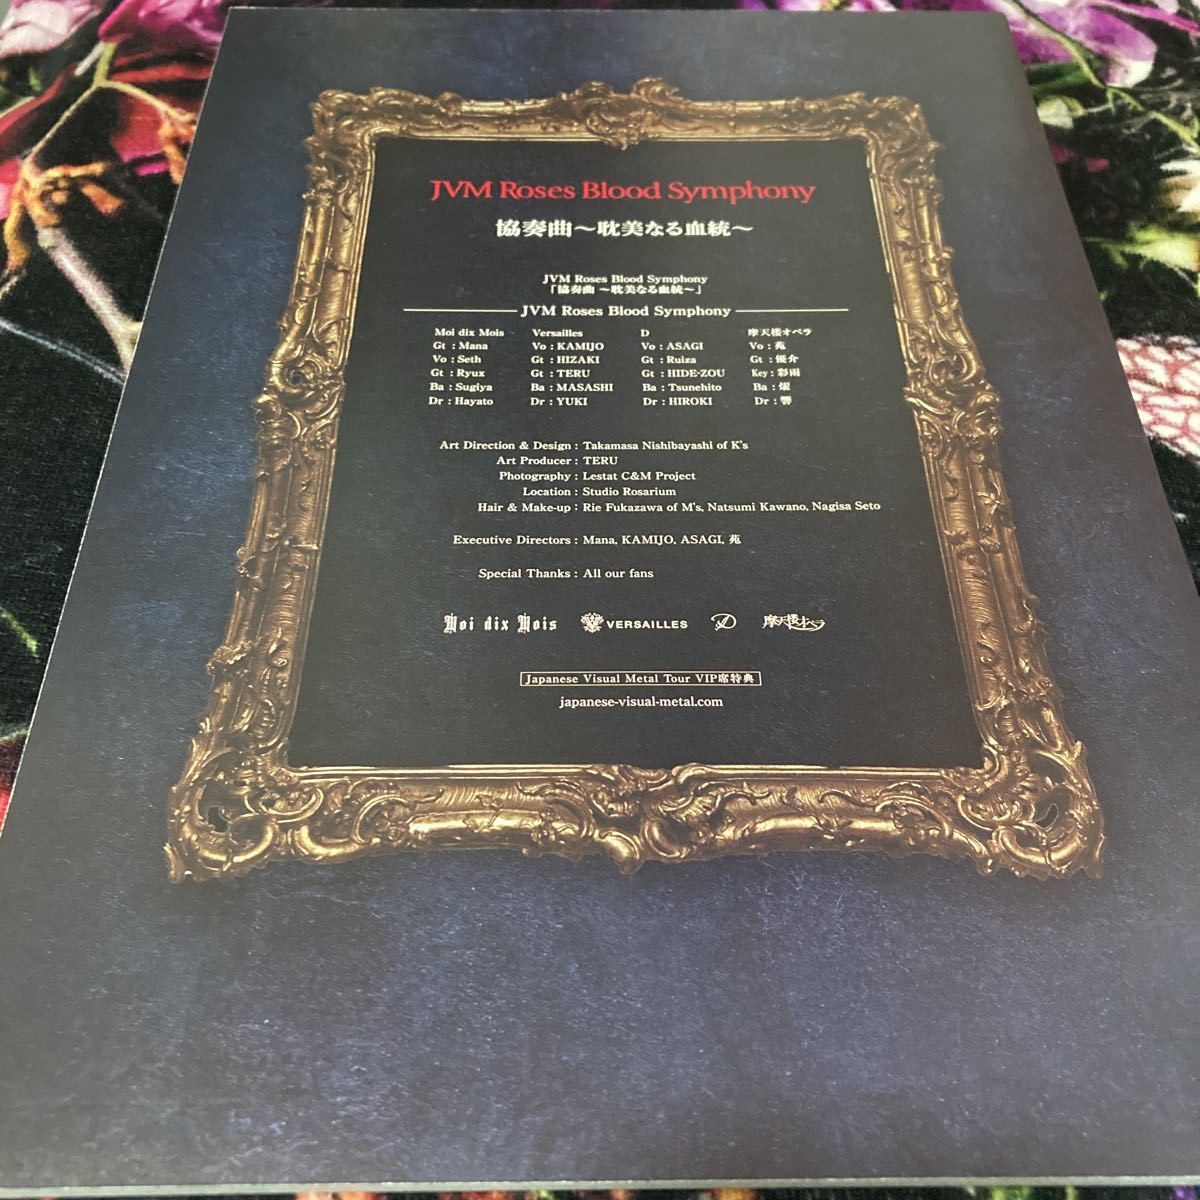 JVM Roses Blood Symphony
協奏曲～耽美なる血統～
JVM Roses Blood Symphony
「協奏曲 ～耽美なる血統～」
JVM Roses Blood Symphony
Moi dix Mois Versailles D 摩天楼オペラ
Gt : Mana Vo : KAMIJO Vo : ASAGI Vo : 苑
Vo : Seth Gt : HIZAKI Gt : Ruiza Gt : 優介
Gt : Ryux Gt : TERU Gt : HIDE-ZOU Key : 彩雨
Ba : Sugiya Ba : MASASHI Ba : Tsunehito Ba : 燿
Dr : Hayato Dr : YUKI Dr : HIROKI Dr : 響
Art Direction & Design : Takamasa Nishibayashi of K's
Art Producer : TERU
Photography : Lestat C&M Project
Location : Studio Rosarium
Hair & Make-up : Rie Fukazawa of M's, Natsumi Kawano, Nagisa Seto
Executive Directors : Mana, KAMIJO, ASAGI, 苑
Special Thanks : All our fans
Moi dix Mois VERSAILLES D 摩天楼オペラ
Japanese Visual Metal Tour VIP席特典
japanese-visual-metal.com